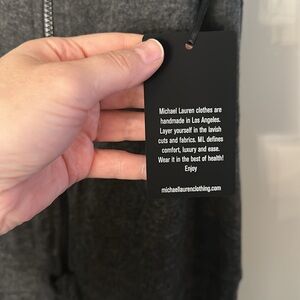 Michael Lauren clothes are
handmade in Los Angeles.
Layer yourself in the lavish
cuts and fabrics. ML defines
comfort, luxury and ease.
Wear it in the best of health!
Enjoy
michaellaurenclothing.com